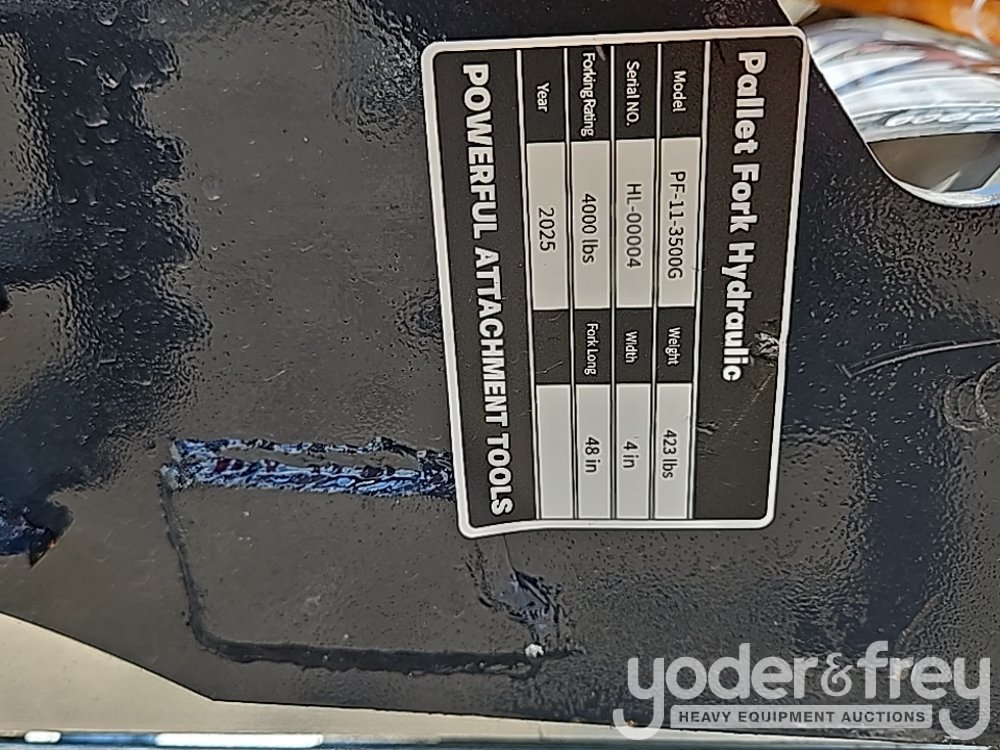 Pallet Fork Hydraulic
Model PF-11-3500G Weight 423 lbs
Serial NO. HL-00004 Width 4 in
Forking Rating 4000 lbs Fork Long 48 in
Year 2025
POWERFUL ATTACHMENT TOOLS
yoder&frey
HEAVY EQUIPMENT AUCTIONS